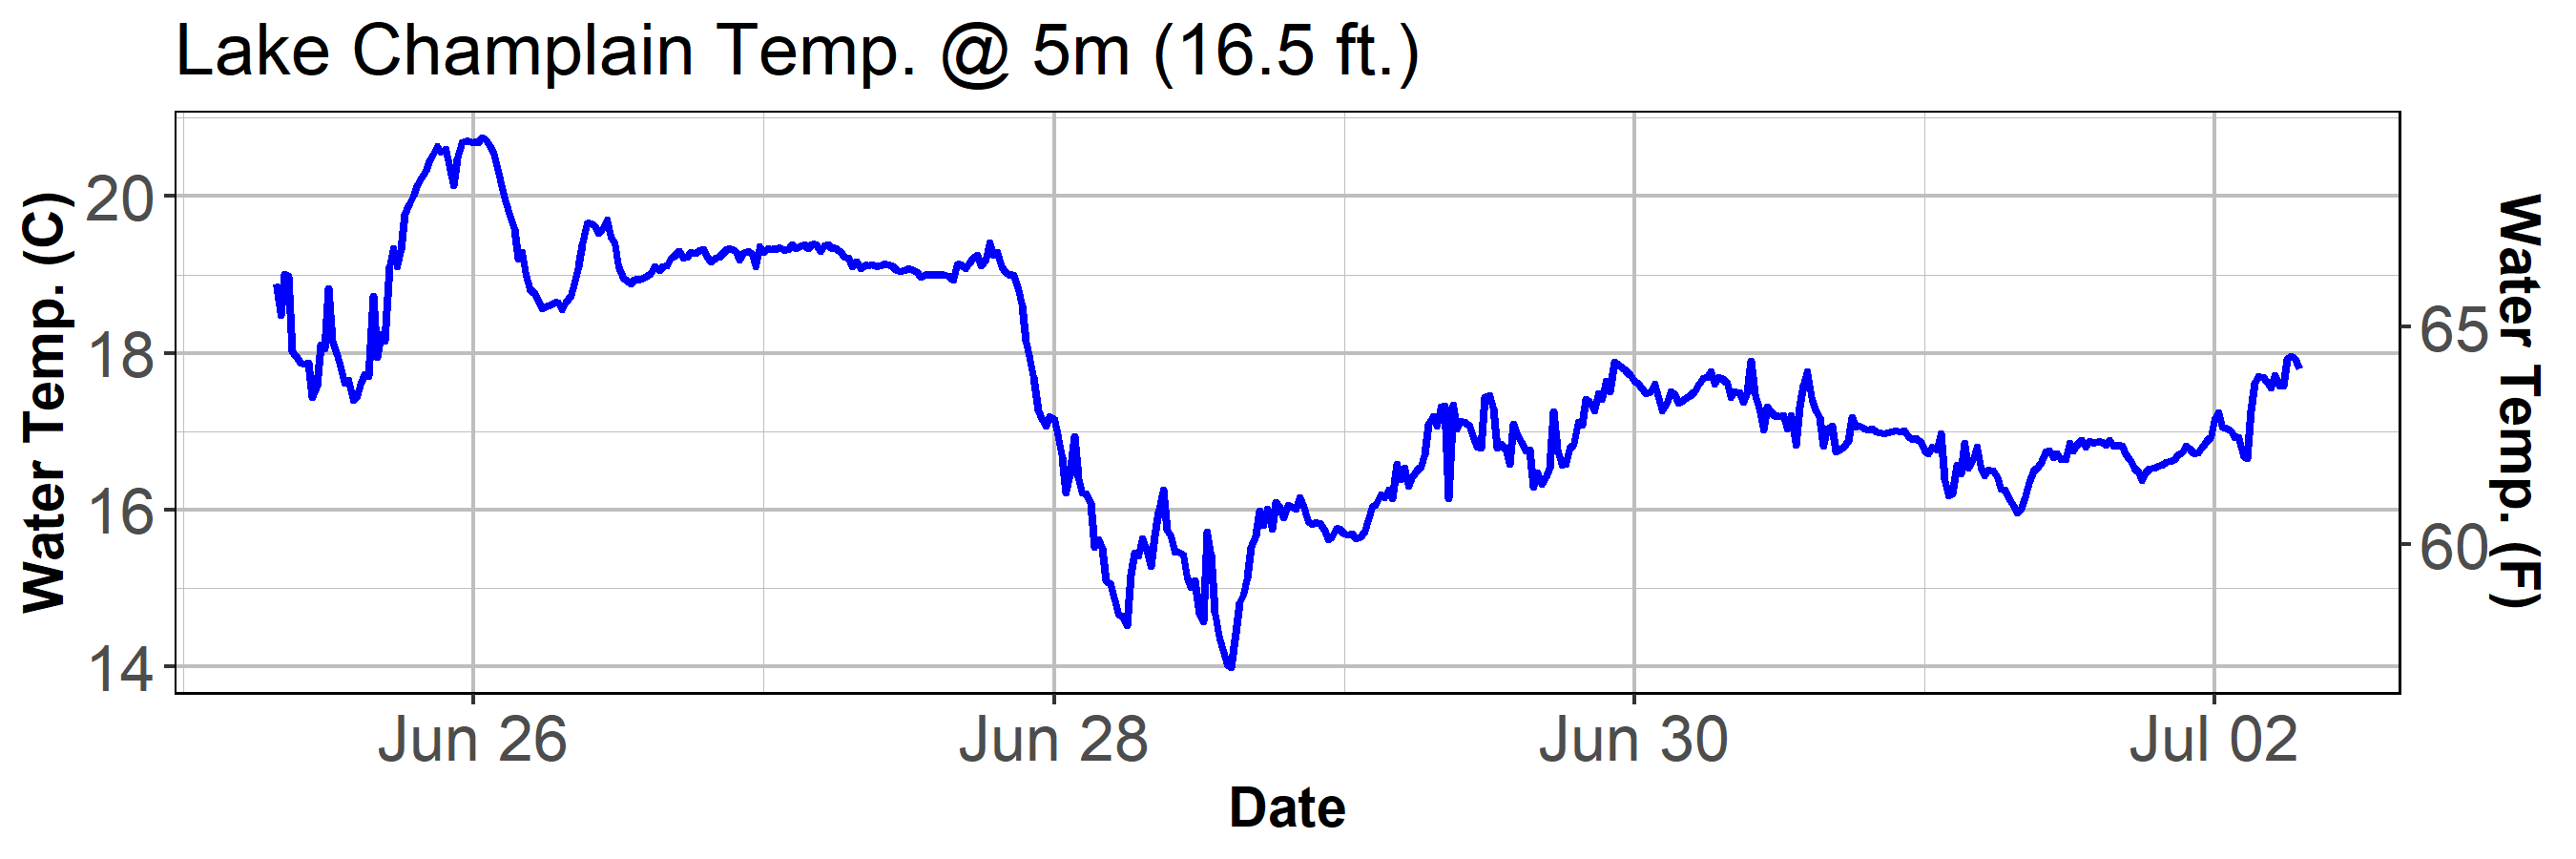 Lake Champlain Temp. @ 5m (16.5 ft.)
Water Temp. (C)
20
18
16
14
65
60
Water Temp. (F)
Jun 26
Jun 28
Jun 30
Jul 02
Date